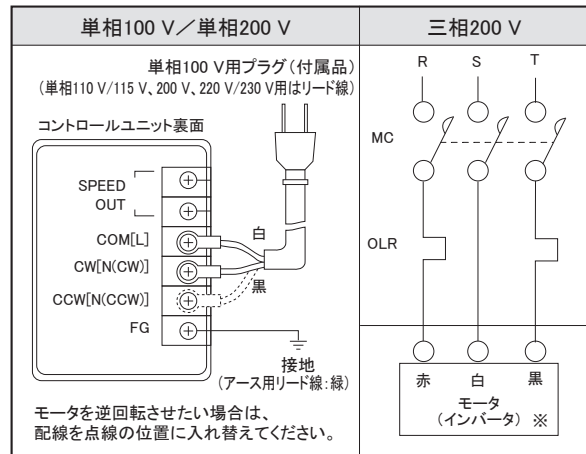 単相100 V／単相200 V
三相200 V
単相100 V用プラグ（付属品）
（単相110 V/115 V、200 V、220 V/230 V用はリード線）
コントロールユニット裏面
SPEED
OUT
COM[L]
CW[N(CW)]
CCW[N(CCW)]
FG
白
黒
接地
（アース用リード線：緑）
モータを逆回転させたい場合は、
配線を点線の位置に入れ替えてください。
R S T
MC
OLR
赤 白 黒
モータ
（インバータ） ※